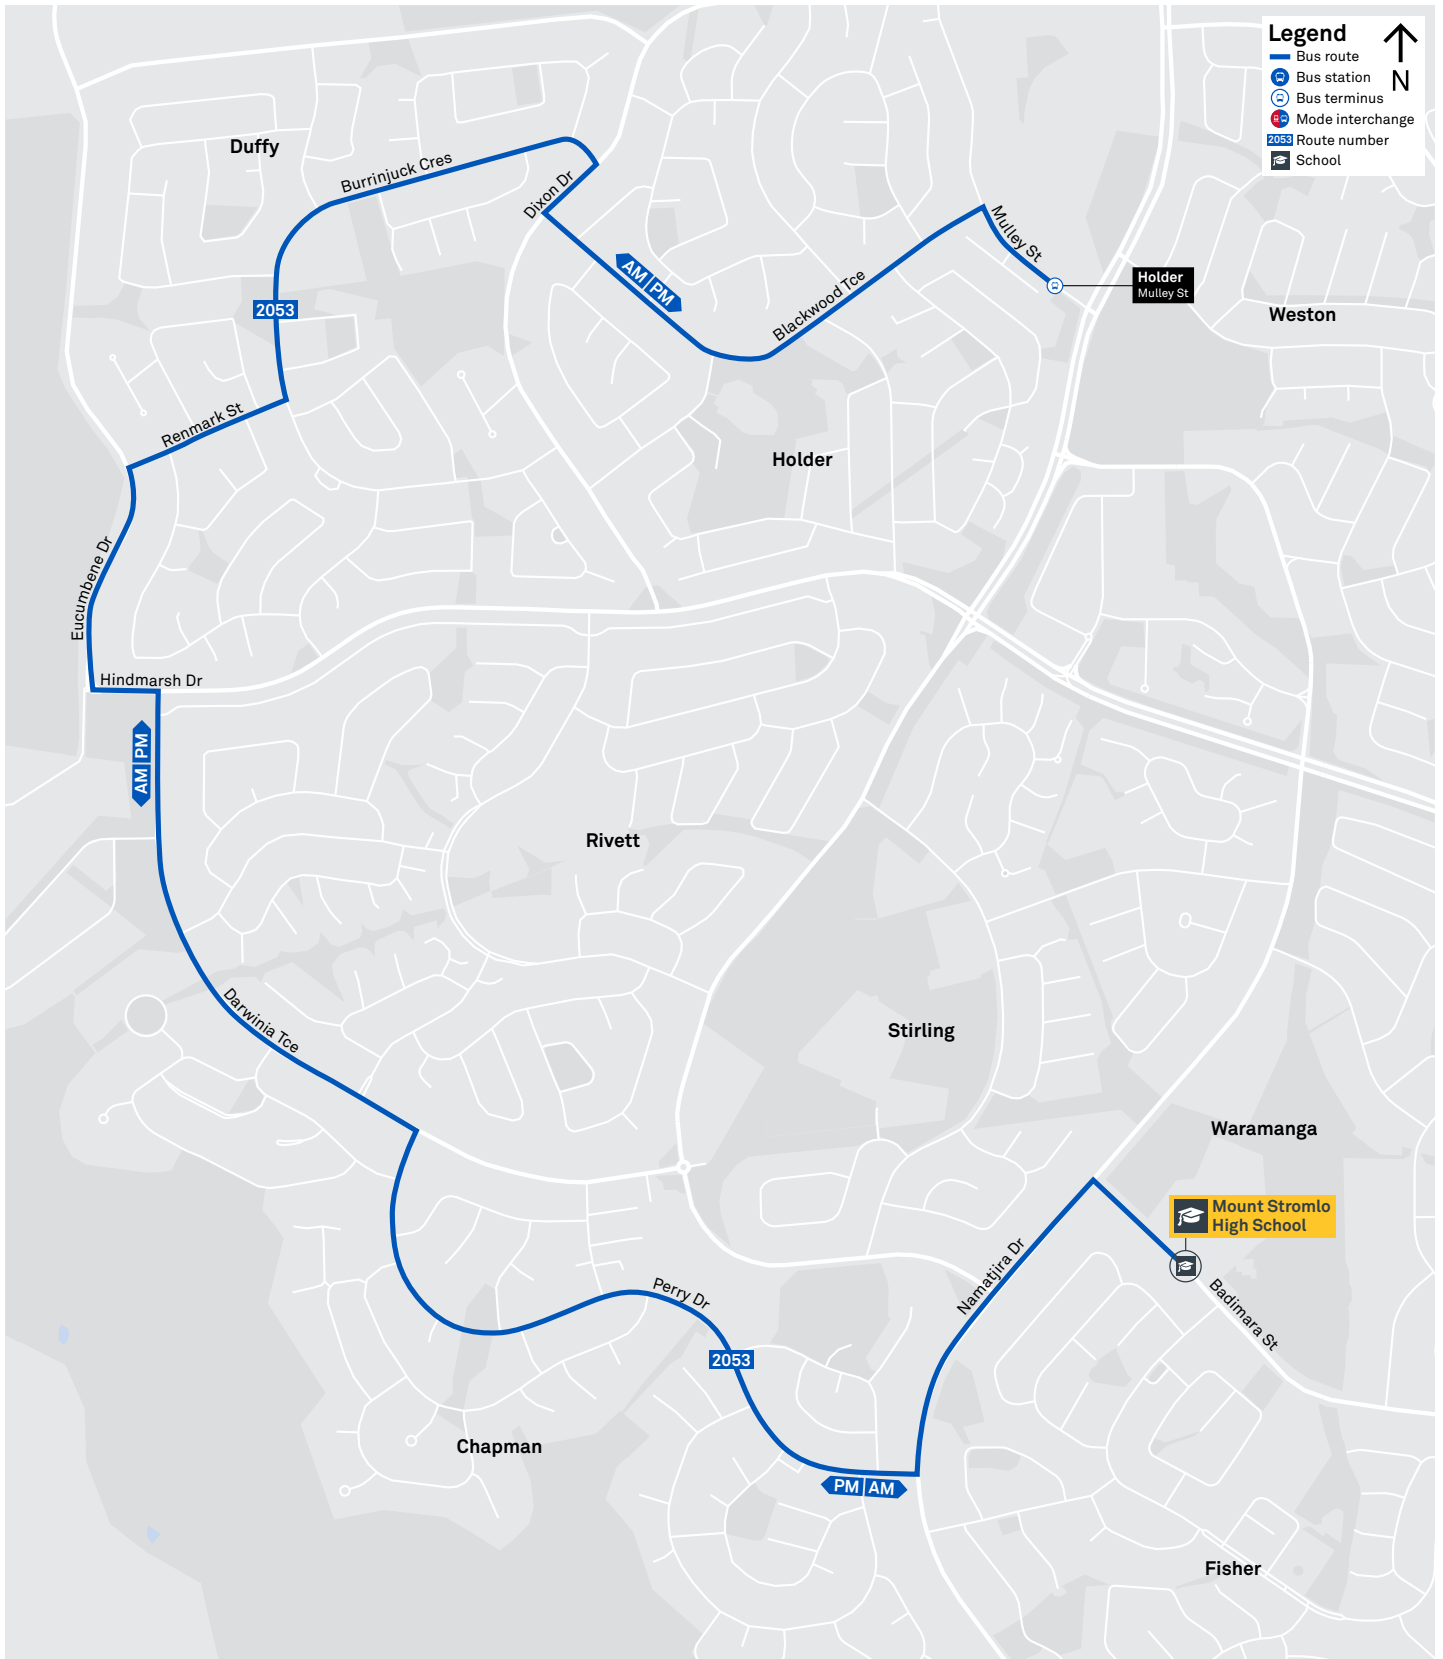 Legend
N
Bus route
Bus station
Bus terminus
Mode interchange
2053 Route number
School
Duffy
Burrinjuck Cres
Dixon Dr
Mulley St
AM PM
Blackwood Tce
Holder
Mulley St
2053
Weston
Renmark St
Holder
Eucumbene Dr
Hindmarsh Dr
AM PM
Rivett
Darwinia Tce
Stirling
Waramanga
Mount Stromlo
High School
Namatjira Dr
Badimara St
Perry Dr
2053
Chapman
PM AM
Fisher